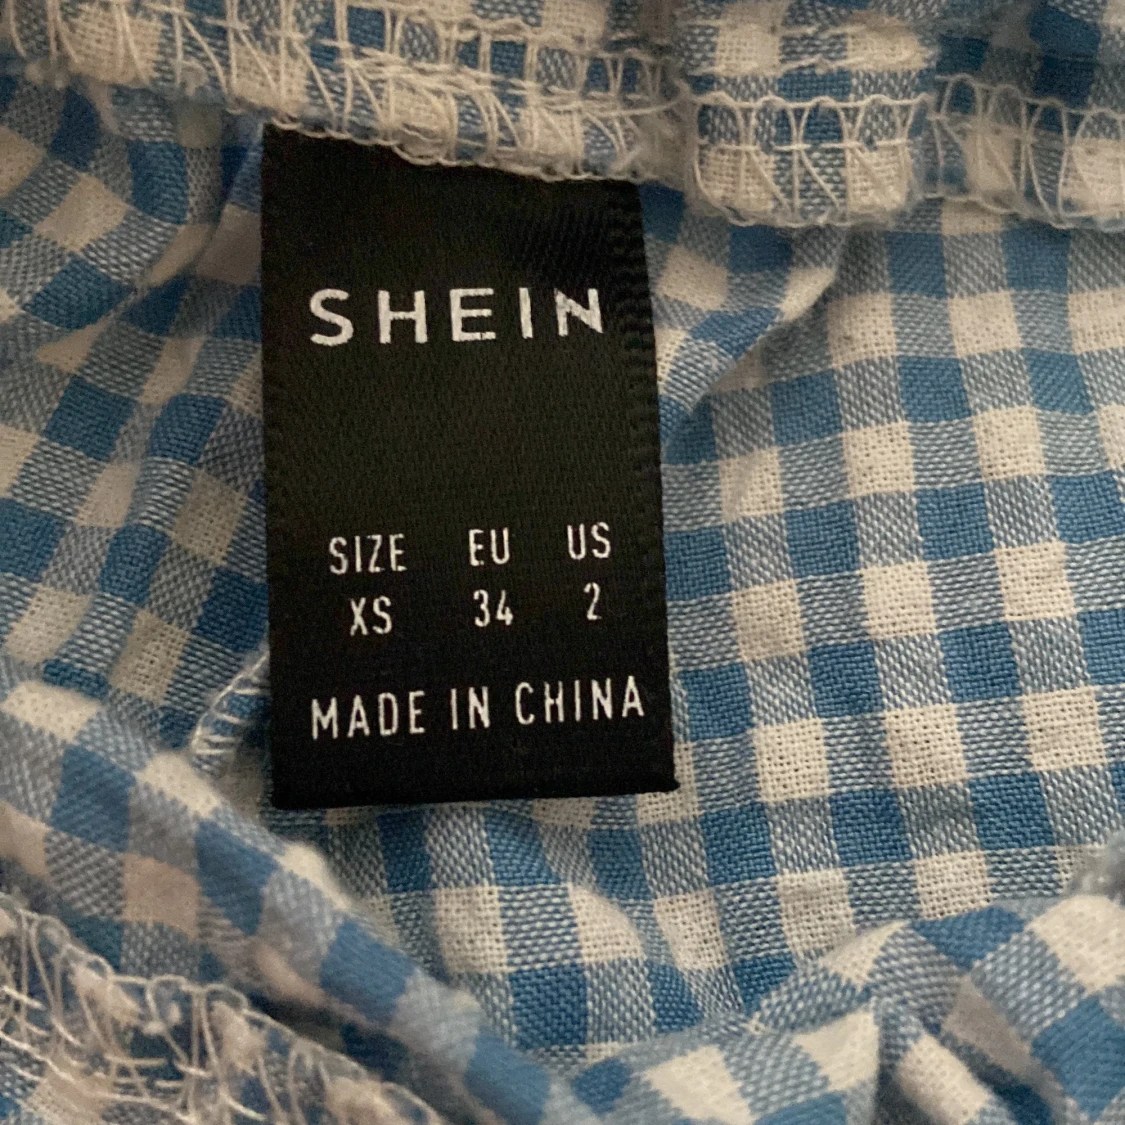 SHEIN
SIZE EU US
XS 34 2
MADE IN CHINA